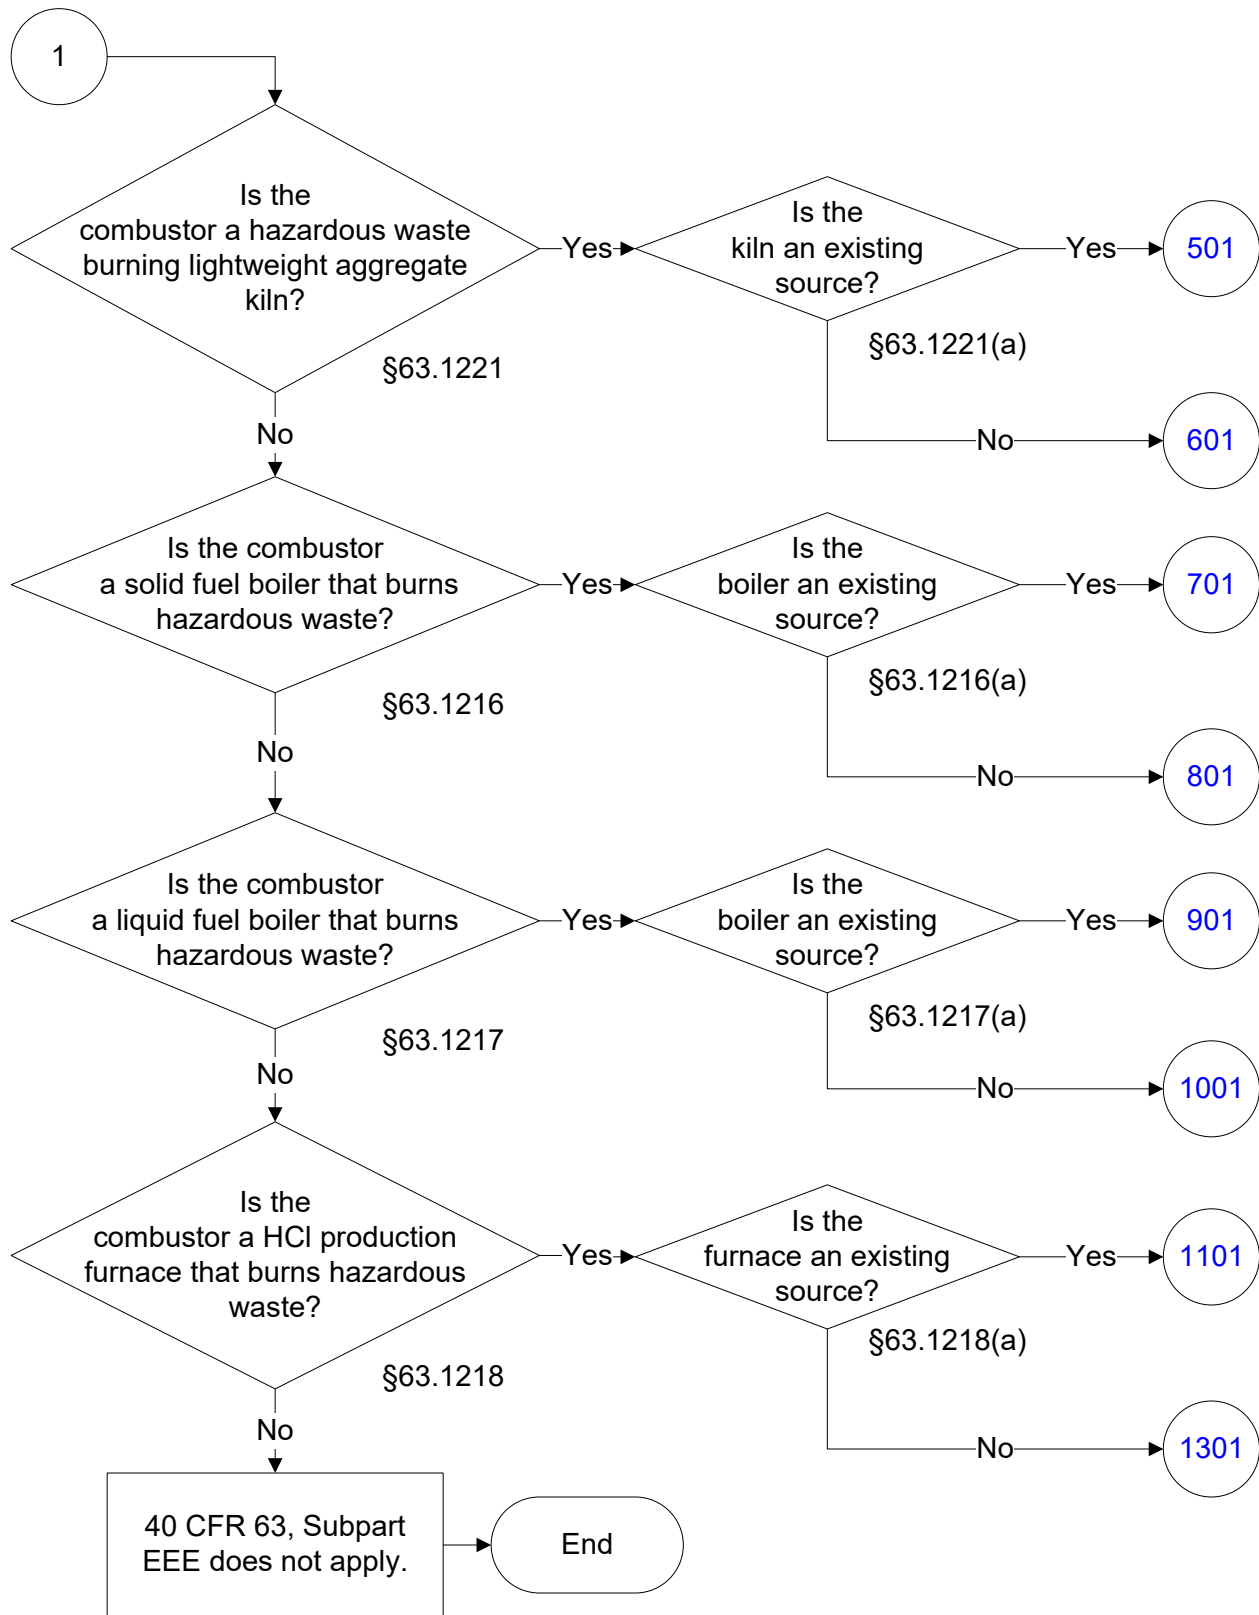 1
Is the
combustor a hazardous waste
burning lightweight aggregate
kiln?
Yes
Is the
kiln an existing
source?
Yes
501
§63.1221
§63.1221(a)
No
No
601
Is the combustor
a solid fuel boiler that burns
hazardous waste?
Yes
Is the
boiler an existing
source?
Yes
701
§63.1216
§63.1216(a)
No
No
801
Is the combustor
a liquid fuel boiler that burns
hazardous waste?
Yes
Is the
boiler an existing
source?
Yes
901
§63.1217
§63.1217(a)
No
No
1001
Is the
combustor a HCl production
furnace that burns hazardous
waste?
Yes
Is the
furnace an existing
source?
Yes
1101
§63.1218
§63.1218(a)
No
No
1301
40 CFR 63, Subpart
EEE does not apply.
End